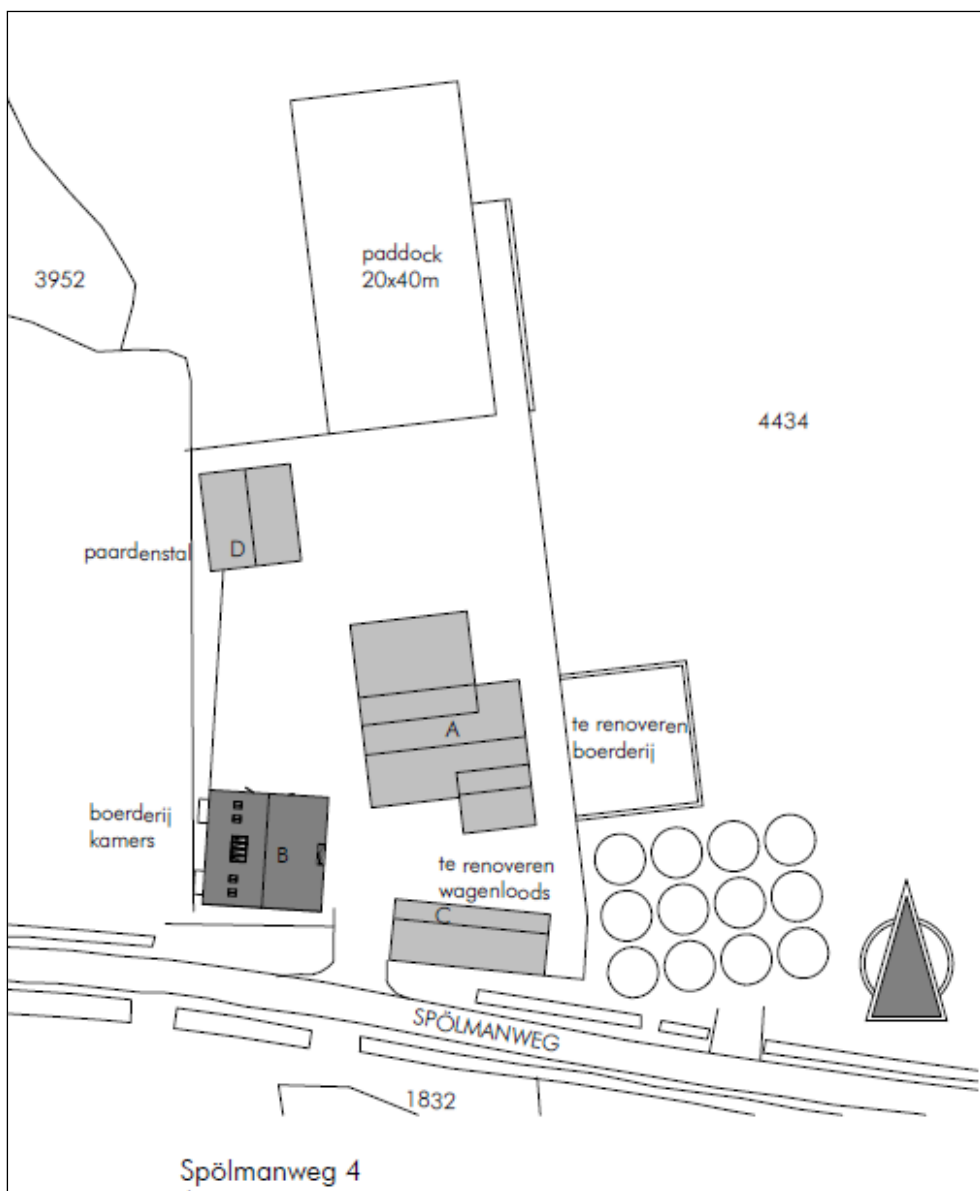 paddock
20x40m
3952
4434
D
paardenstal
te renoveren
boerderij
A
boerderij
kamers
B
te renoveren
wagenloods
C
SPÖLMANWEG
1832
Spölmanweg 4